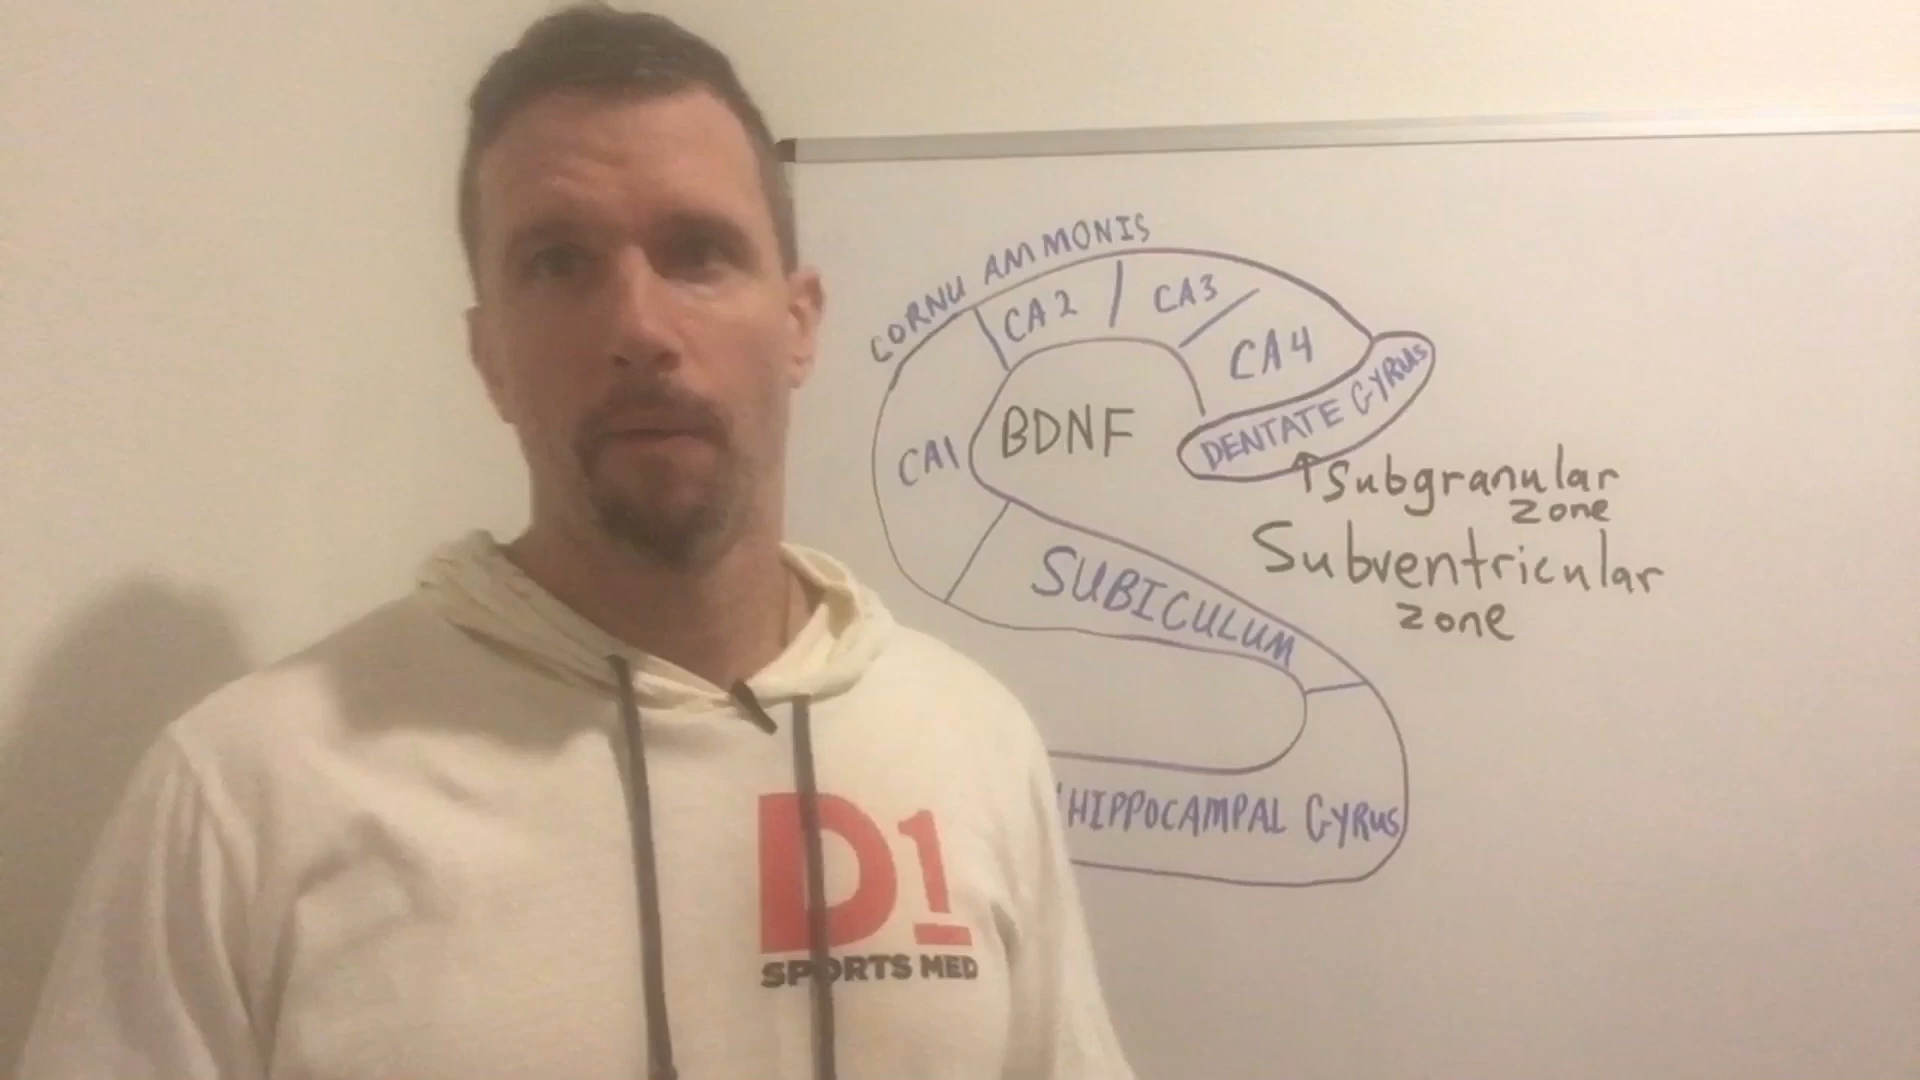 CORNU AMMONIS
CA2
CA3
CA4
DENTATE GYRUS
CA1
BDNF
↑Subgranular
zone
Subventricular
zone
SUBICULUM
HIPPOCAMPAL GYRUS
D1
SPORTS MED